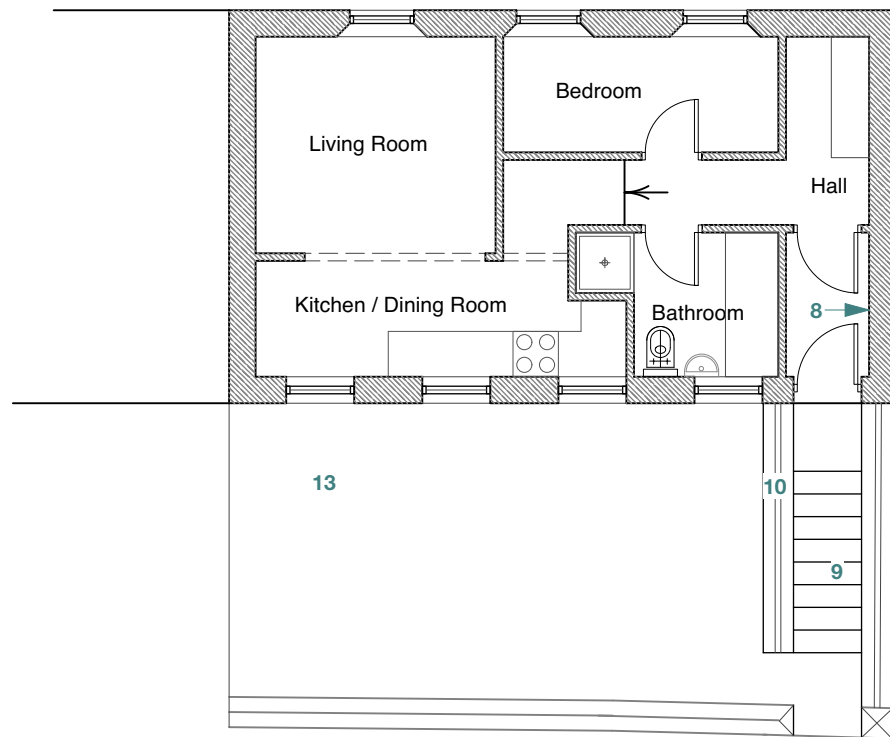 Bedroom
Living Room
Hall
Kitchen / Dining Room
8
Bathroom
13
10
9